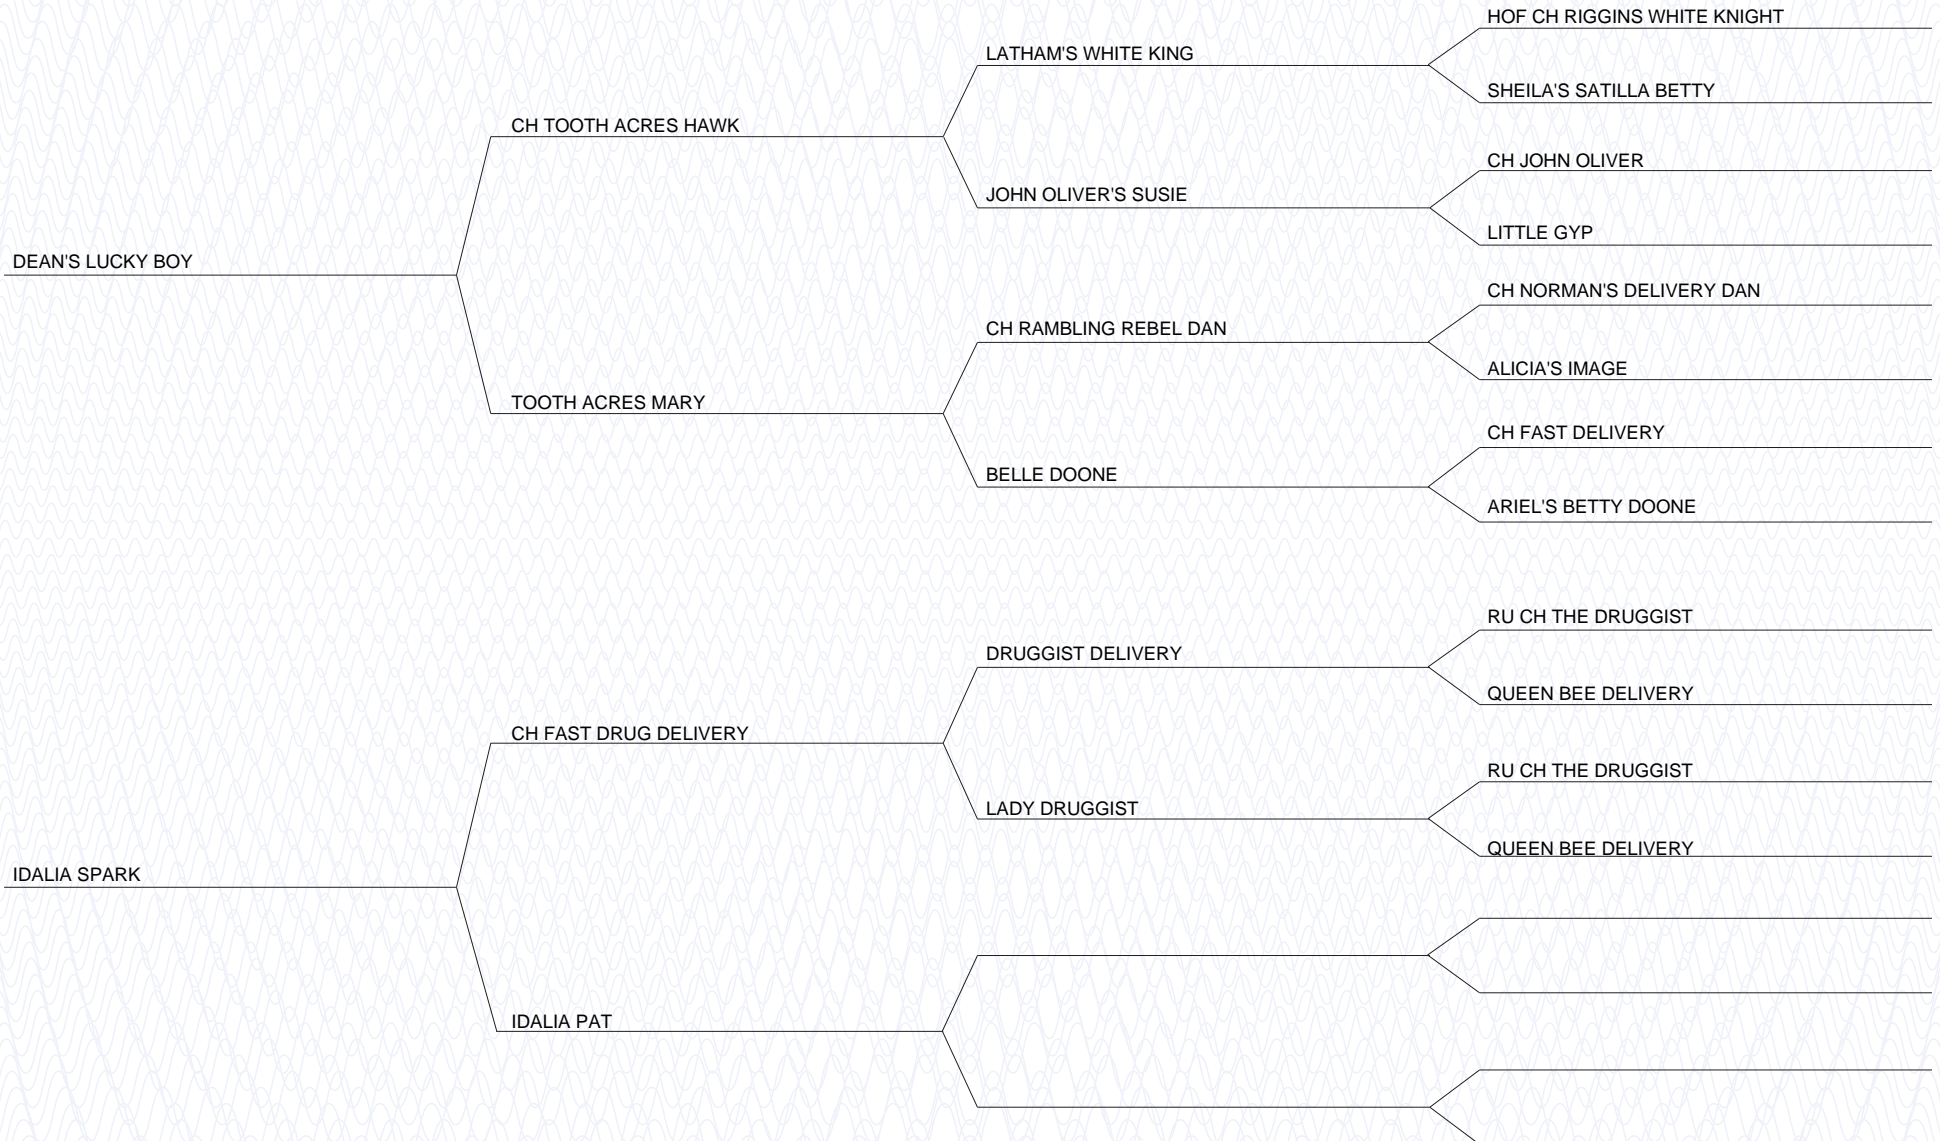 HOF CH RIGGINS WHITE KNIGHT
LATHAM'S WHITE KING
SHEILA'S SATILLA BETTY
CH TOOTH ACRES HAWK
CH JOHN OLIVER
JOHN OLIVER'S SUSIE
LITTLE GYP
DEAN'S LUCKY BOY
CH NORMAN'S DELIVERY DAN
CH RAMBLING REBEL DAN
ALICIA'S IMAGE
TOOTH ACRES MARY
CH FAST DELIVERY
BELLE DOONE
ARIEL'S BETTY DOONE
RU CH THE DRUGGIST
DRUGGIST DELIVERY
QUEEN BEE DELIVERY
CH FAST DRUG DELIVERY
RU CH THE DRUGGIST
LADY DRUGGIST
QUEEN BEE DELIVERY
IDALIA SPARK
IDALIA PAT